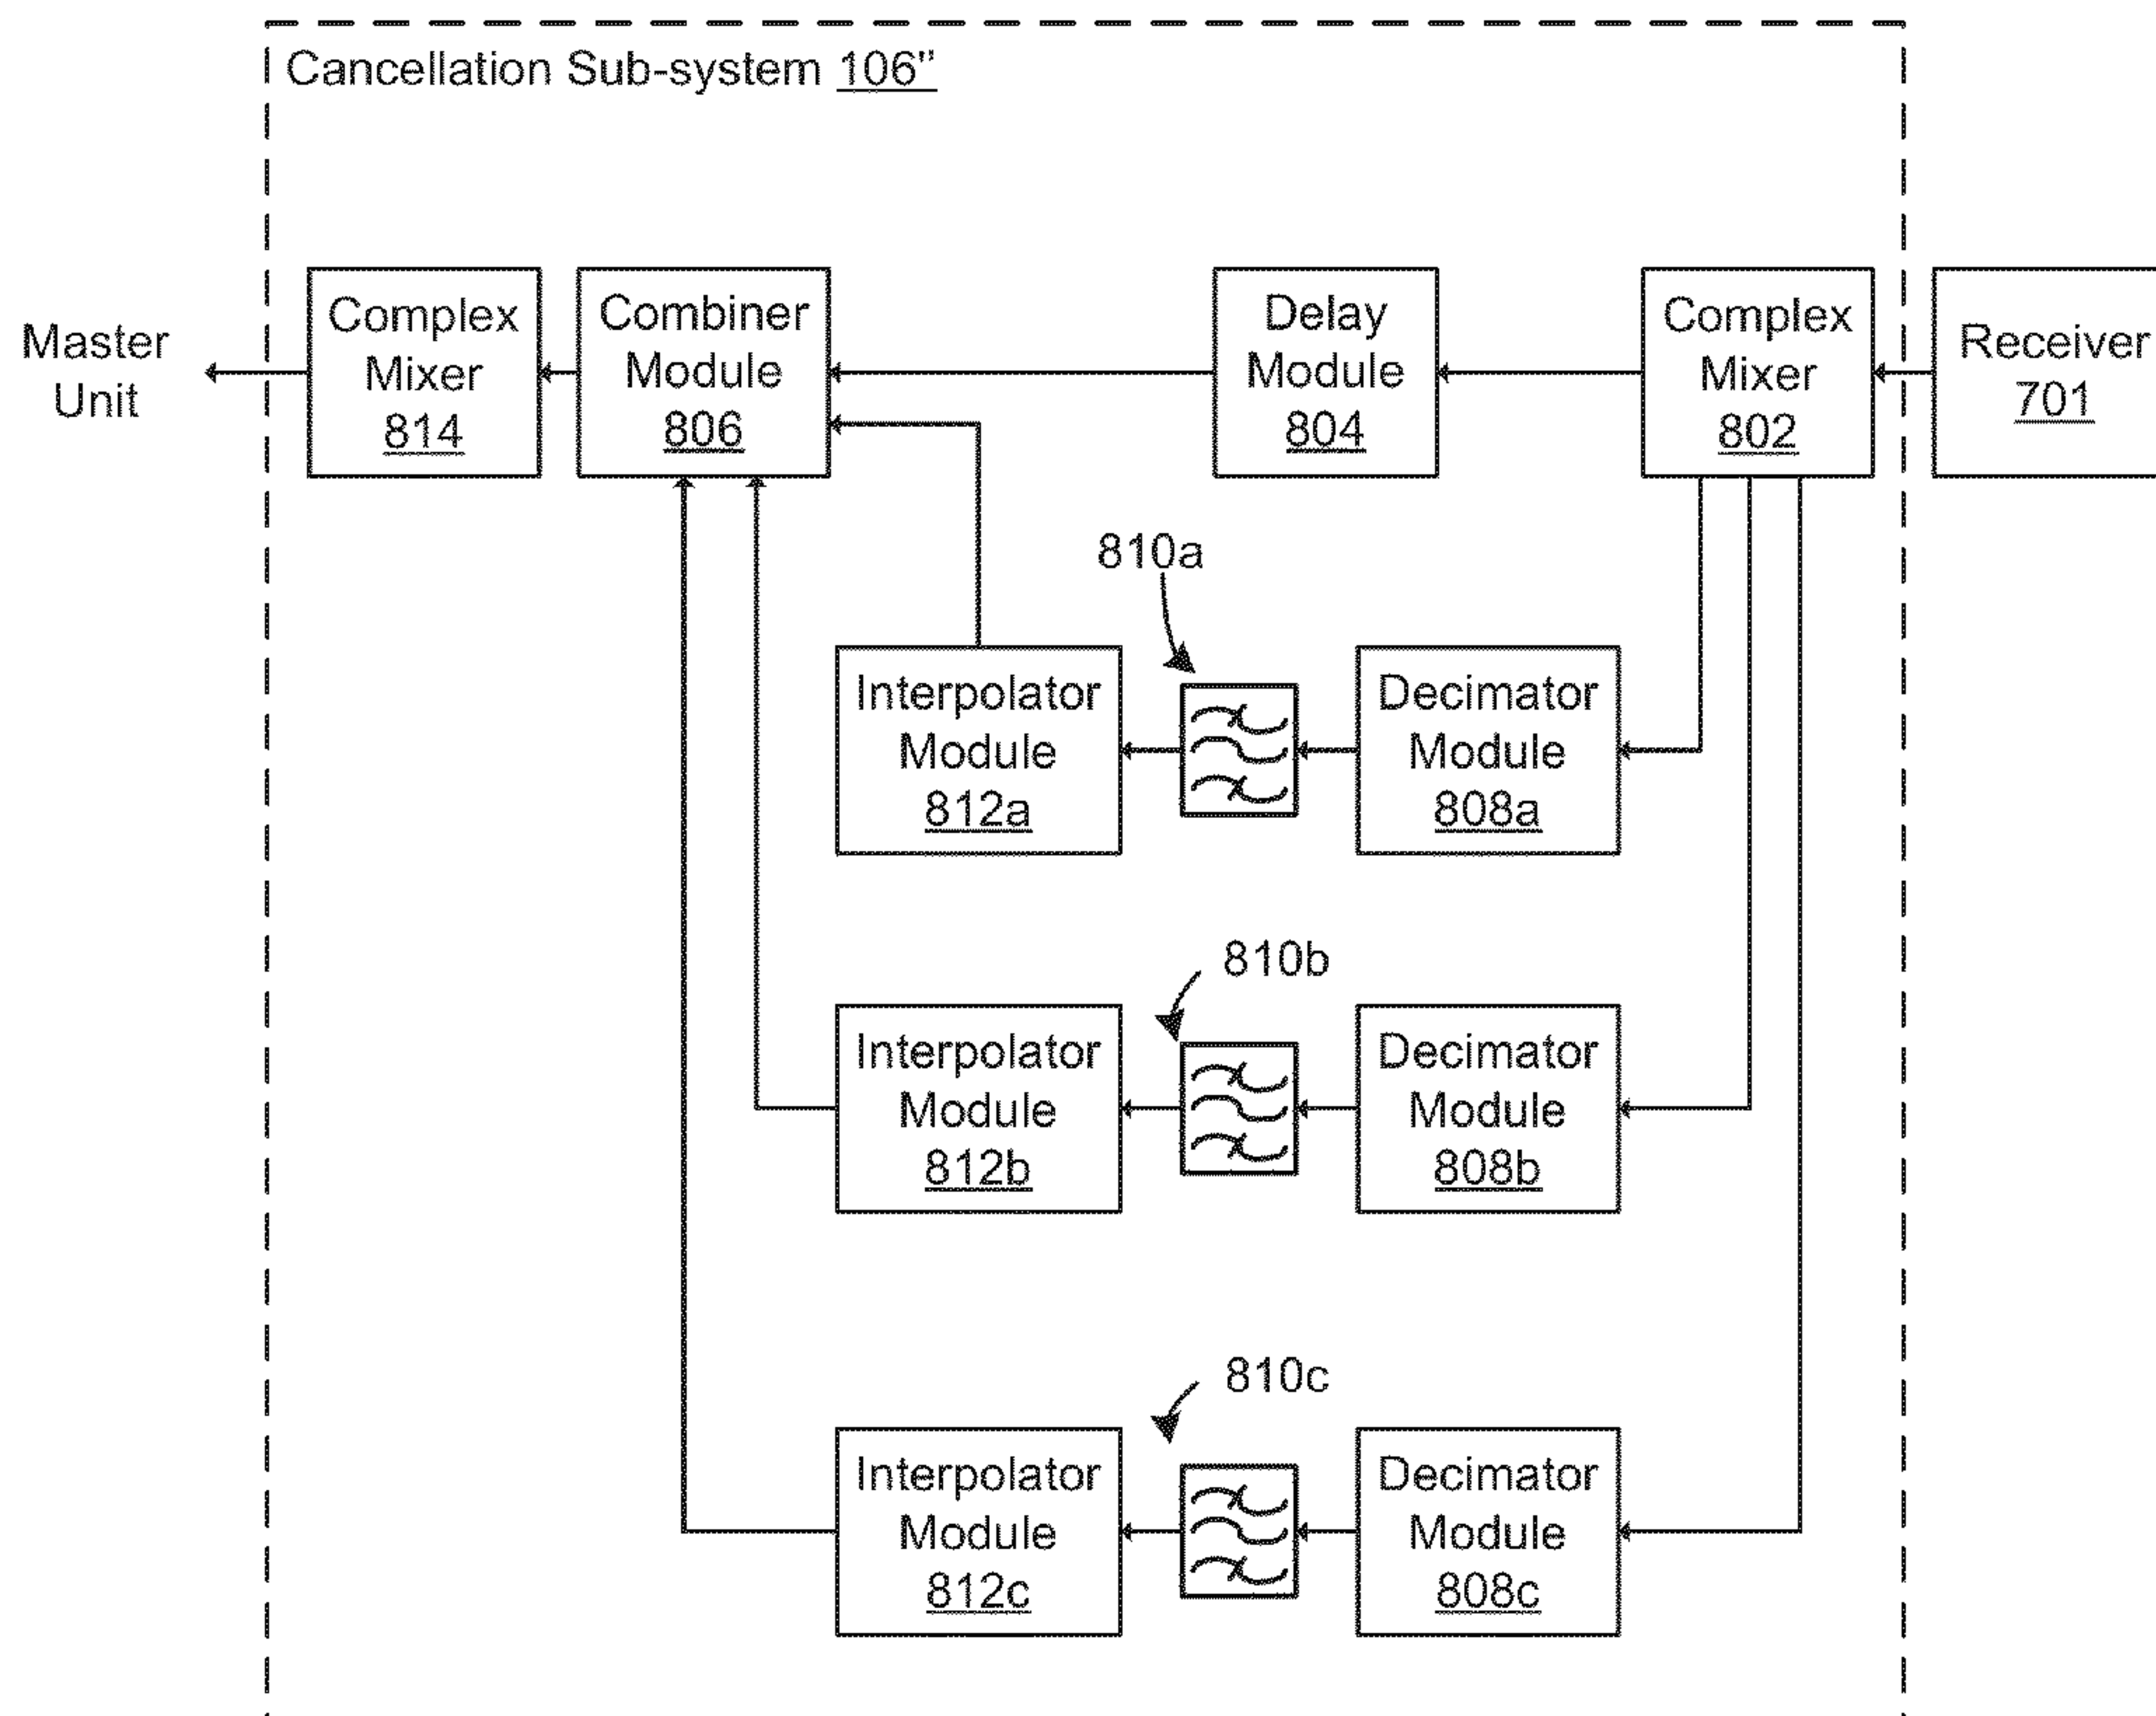 Cancellation Sub-system 106"
Master
Unit
Complex
Mixer
814
Combiner
Module
806
Delay
Module
804
Complex
Mixer
802
Receiver
701
810a
Interpolator
Module
812a
Decimator
Module
808a
810b
Interpolator
Module
812b
Decimator
Module
808b
810c
Interpolator
Module
812c
Decimator
Module
808c